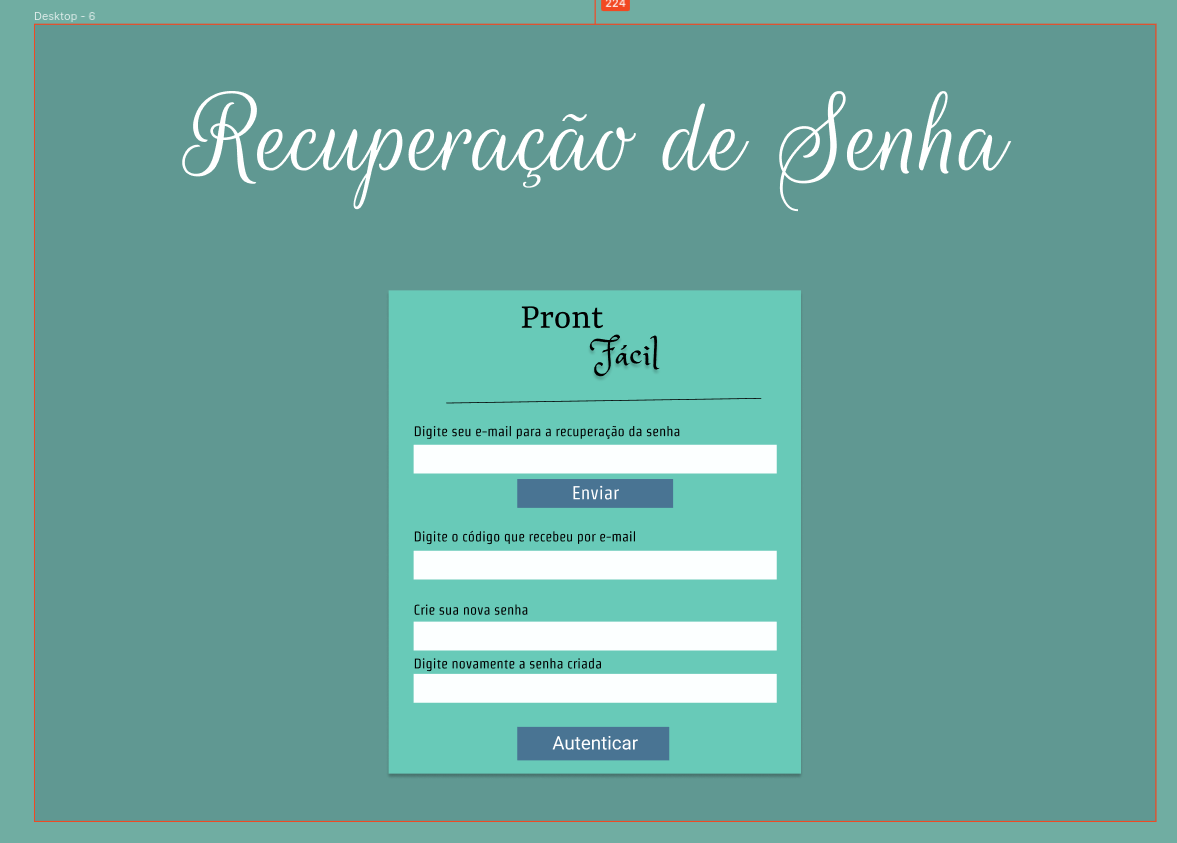 Desktop - 6
224
Recuperação de Senha
Pront
Fácil
Digite seu e-mail para a recuperação da senha
Enviar
Digite o código que recebeu por e-mail
Crie sua nova senha
Digite novamente a senha criada
Autenticar